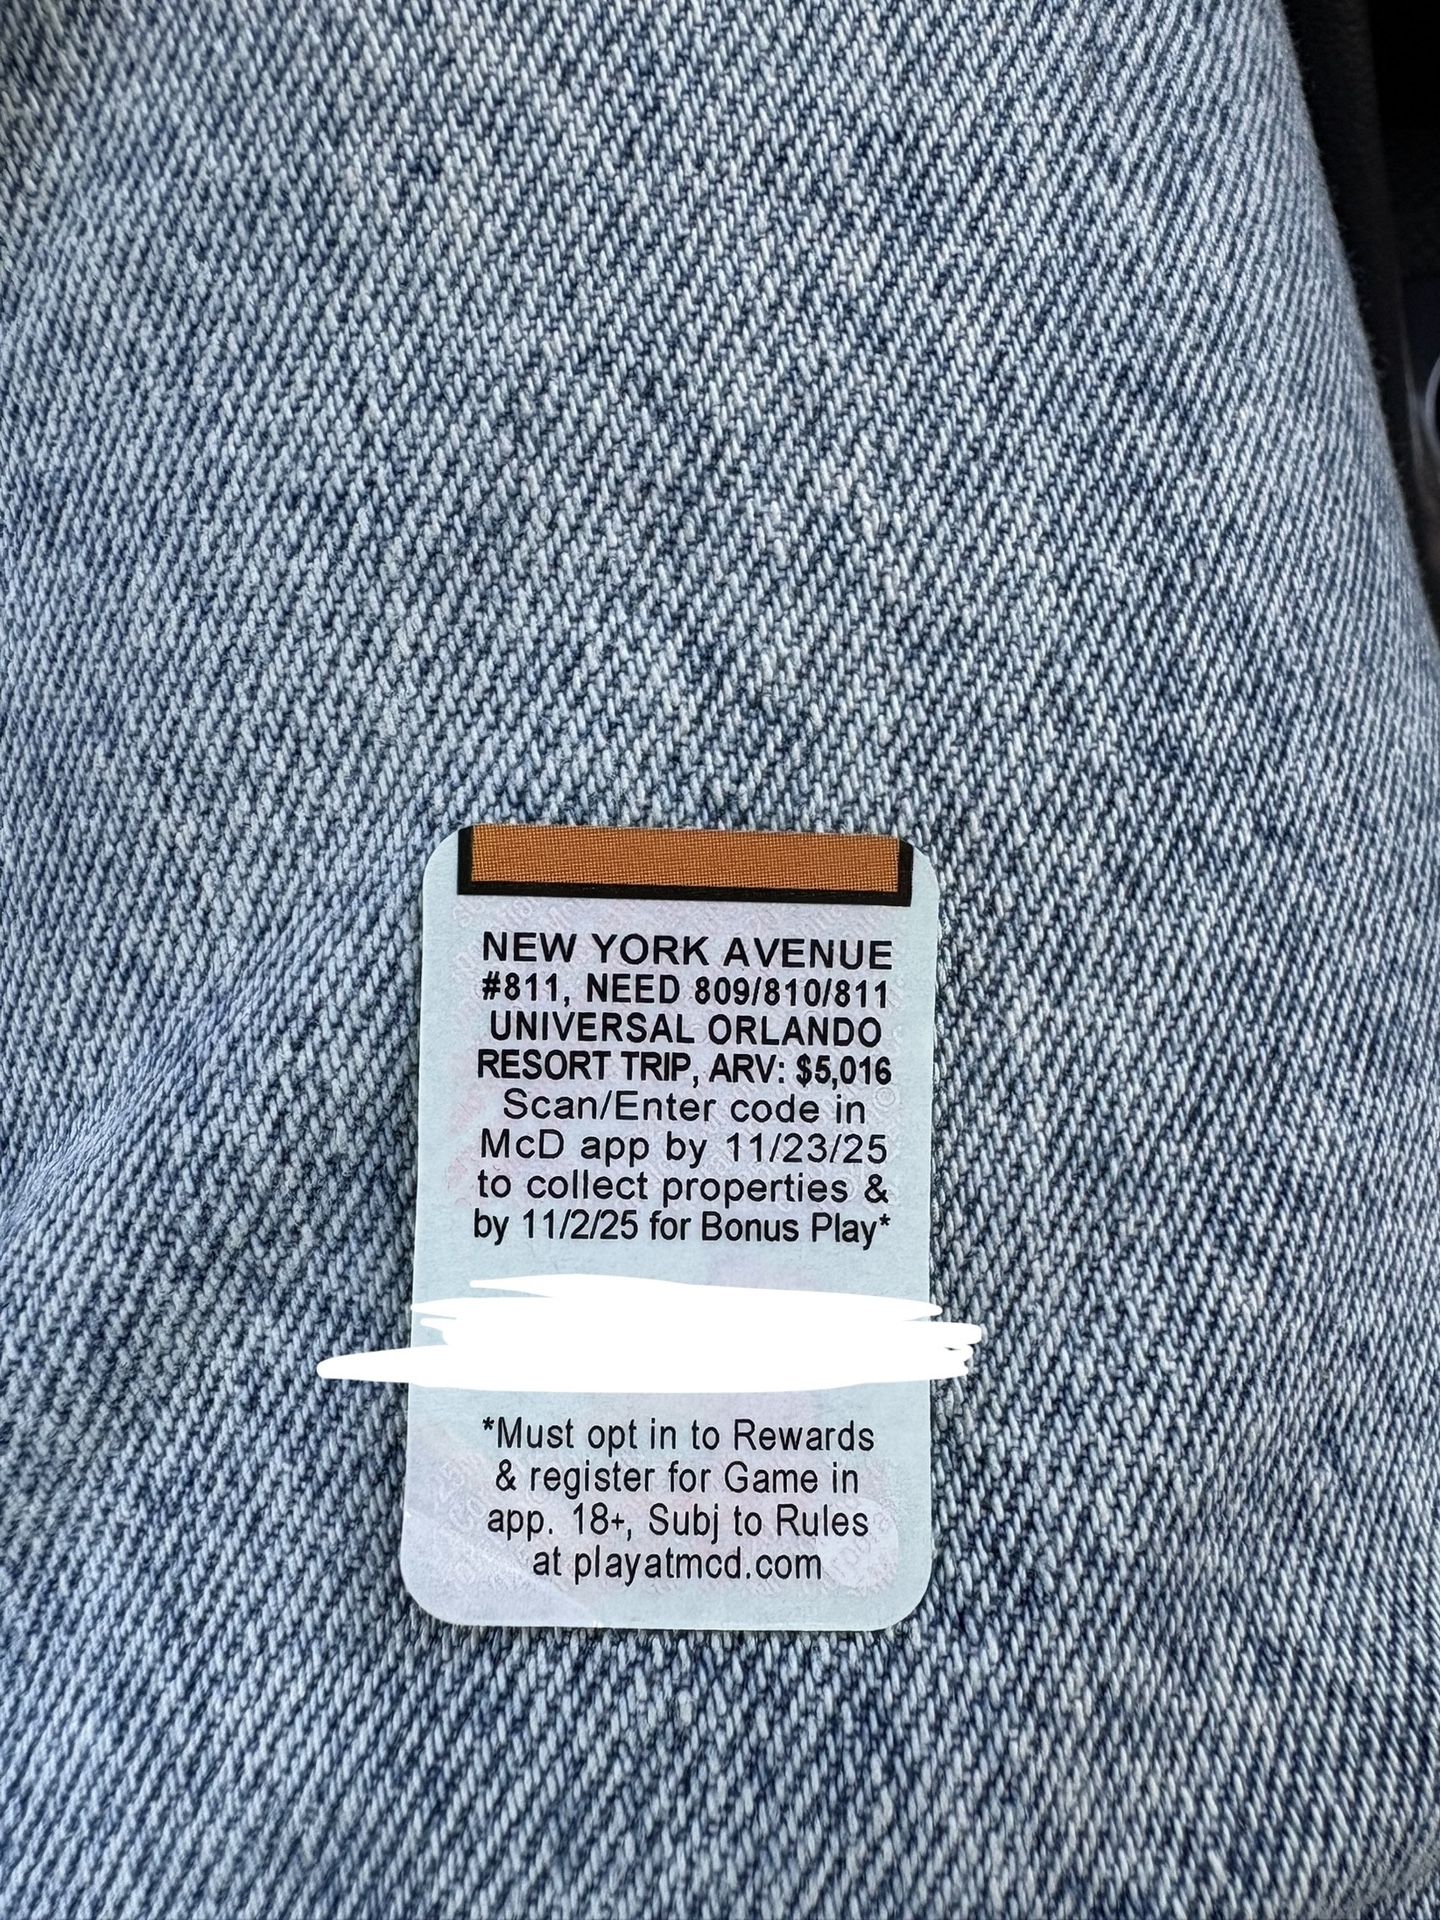 NEW YORK AVENUE
#811, NEED 809/810/811
UNIVERSAL ORLANDO
RESORT TRIP, ARV: $5,016
Scan/Enter code in
McD app by 11/23/25
to collect properties &
by 11/2/25 for Bonus Play*
*Must opt in to Rewards
& register for Game in
app. 18+, Subj to Rules
at playatmcd.com